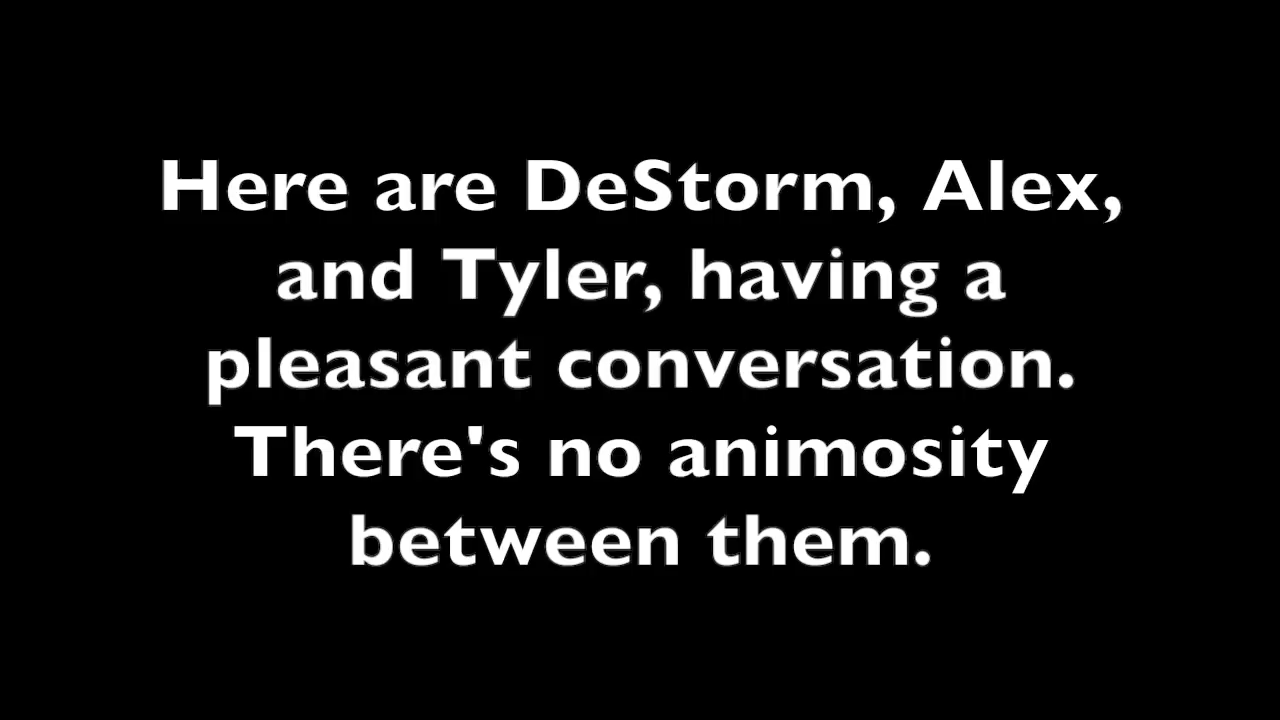 Here are DeStorm, Alex,
and Tyler, having a
pleasant conversation.
There's no animosity
between them.